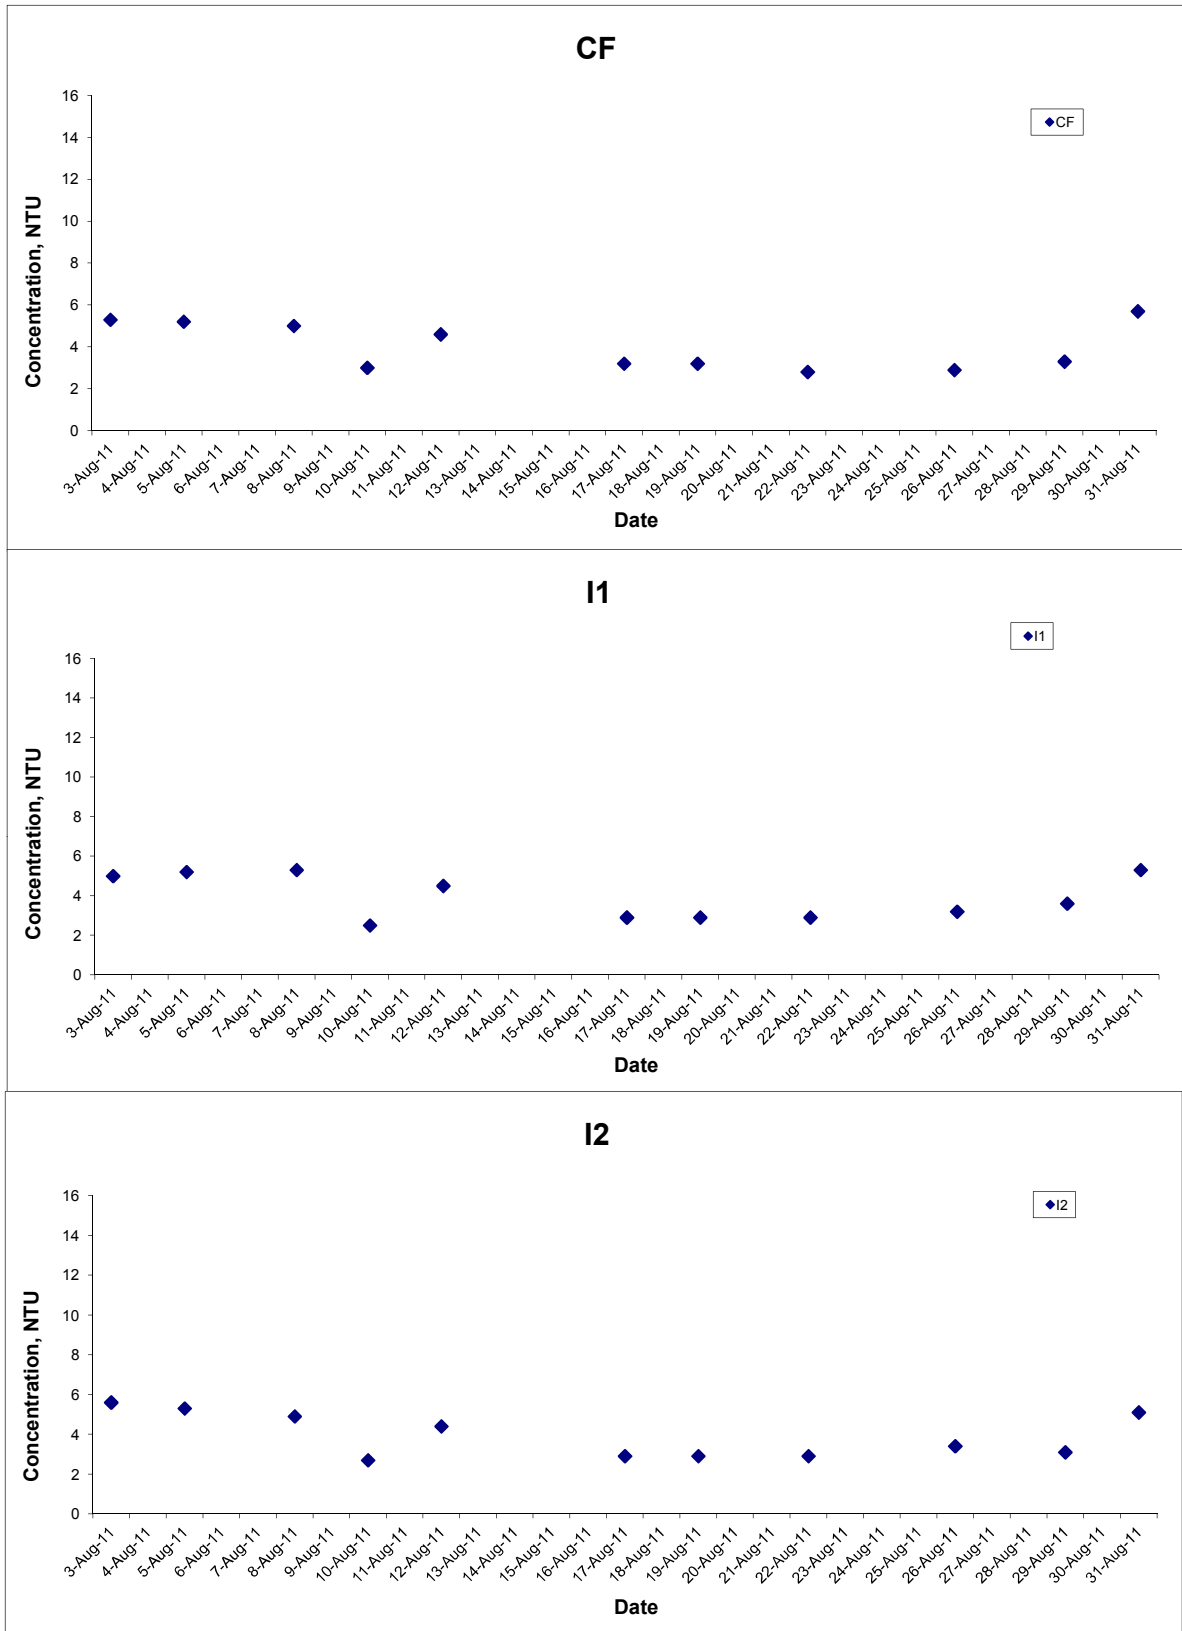 CF
16
14
12
10
8
6
4
2
0
Concentration, NTU
CF
3-Aug-11
4-Aug-11
5-Aug-11
6-Aug-11
7-Aug-11
8-Aug-11
9-Aug-11
10-Aug-11
11-Aug-11
12-Aug-11
13-Aug-11
14-Aug-11
15-Aug-11
16-Aug-11
17-Aug-11
18-Aug-11
19-Aug-11
20-Aug-11
21-Aug-11
22-Aug-11
23-Aug-11
24-Aug-11
25-Aug-11
26-Aug-11
27-Aug-11
28-Aug-11
29-Aug-11
30-Aug-11
31-Aug-11
Date
I1
16
14
12
10
8
6
4
2
0
Concentration, NTU
I1
3-Aug-11
4-Aug-11
5-Aug-11
6-Aug-11
7-Aug-11
8-Aug-11
9-Aug-11
10-Aug-11
11-Aug-11
12-Aug-11
13-Aug-11
14-Aug-11
15-Aug-11
16-Aug-11
17-Aug-11
18-Aug-11
19-Aug-11
20-Aug-11
21-Aug-11
22-Aug-11
23-Aug-11
24-Aug-11
25-Aug-11
26-Aug-11
27-Aug-11
28-Aug-11
29-Aug-11
30-Aug-11
31-Aug-11
Date
I2
16
14
12
10
8
6
4
2
0
Concentration, NTU
I2
3-Aug-11
4-Aug-11
5-Aug-11
6-Aug-11
7-Aug-11
8-Aug-11
9-Aug-11
10-Aug-11
11-Aug-11
12-Aug-11
13-Aug-11
14-Aug-11
15-Aug-11
16-Aug-11
17-Aug-11
18-Aug-11
19-Aug-11
20-Aug-11
21-Aug-11
22-Aug-11
23-Aug-11
24-Aug-11
25-Aug-11
26-Aug-11
27-Aug-11
28-Aug-11
29-Aug-11
30-Aug-11
31-Aug-11
Date